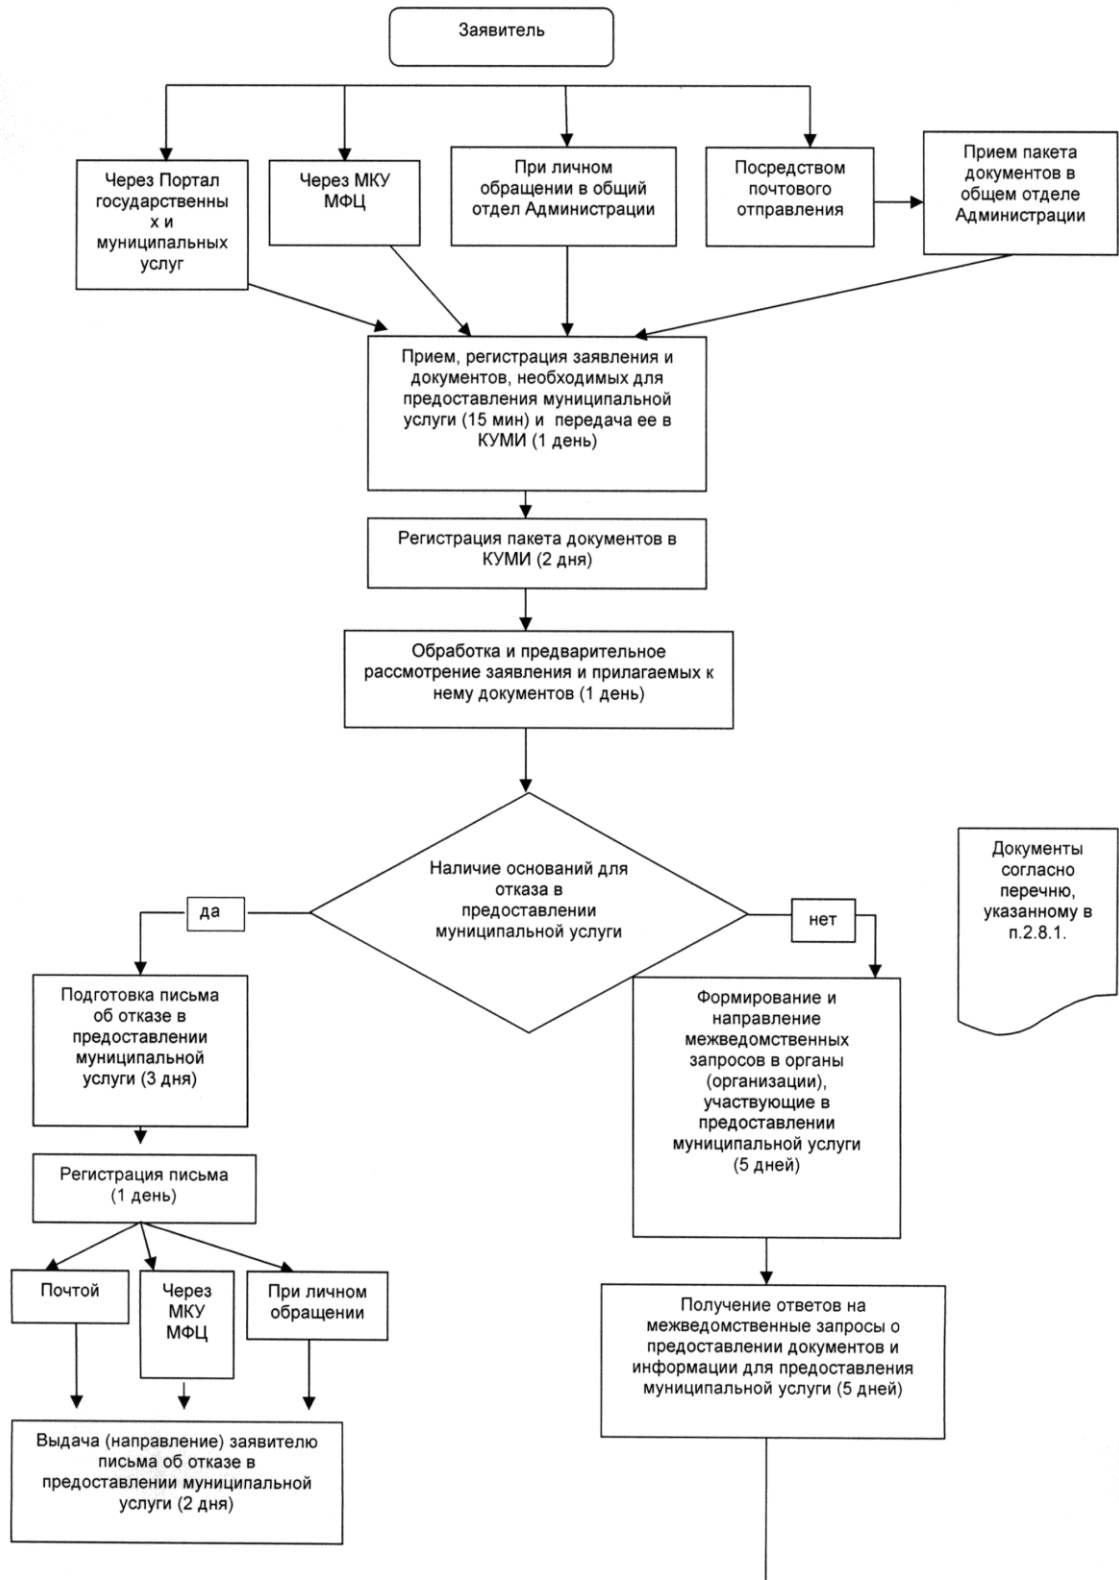 Заявитель
Через Портал
государственны
х и
муниципальных
услуг
Через МКУ
МФЦ
При личном
обращении в общий
отдел Администрации
Посредством
почтового
отправления
Прием пакета
документов в
общем отделе
Администрации
Прием, регистрация заявления и
документов, необходимых для
предоставления муниципальной
услуги (15 мин) и передача ее в
КУМИ (1 день)
Регистрация пакета документов в
КУМИ (2 дня)
Обработка и предварительное
рассмотрение заявления и прилагаемых к
нему документов (1 день)
Наличие оснований для
отказа в
предоставлении
муниципальной услуги
да
нет
Документы
согласно
перечню,
указанному в
п.2.8.1.
Подготовка письма
об отказе в
предоставлении
муниципальной
услуги (3 дня)
Регистрация письма
(1 день)
Почтой
Через
МКУ
МФЦ
При личном
обращении
Выдача (направление) заявителю
письма об отказе в
предоставлении муниципальной
услуги (2 дня)
Формирование и
направление
межведомственных
запросов в органы
(организации),
участвующие в
предоставлении
муниципальной услуги
(5 дней)
Получение ответов на
межведомственные запросы о
предоставлении документов и
информации для предоставления
муниципальной услуги (5 дней)